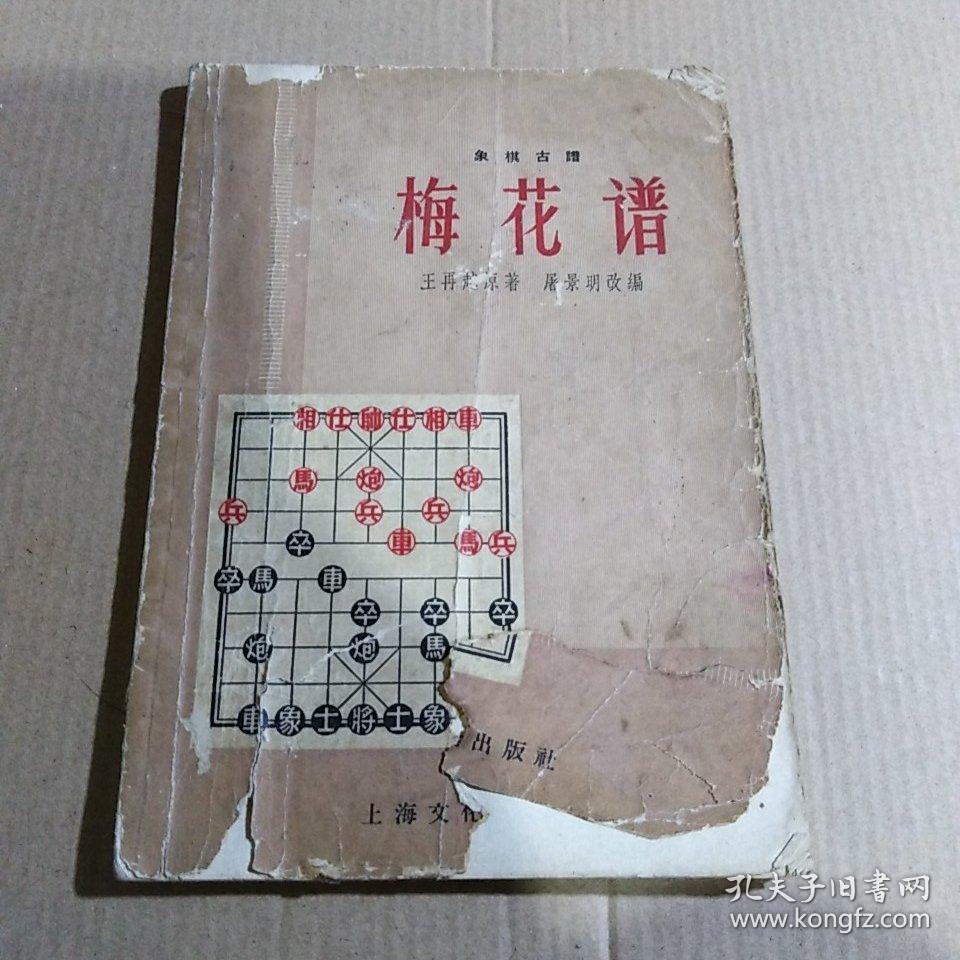 象棋古譜
梅花谱
王再越原著 屠景明改编
相仕帥仕相車
馬炮炮
兵兵兵
卒車馬兵
卒馬車
卒卒卒
炮炮馬
車象士將士象
出版社
上海文化
孔夫子旧书网
www.kongfz.com